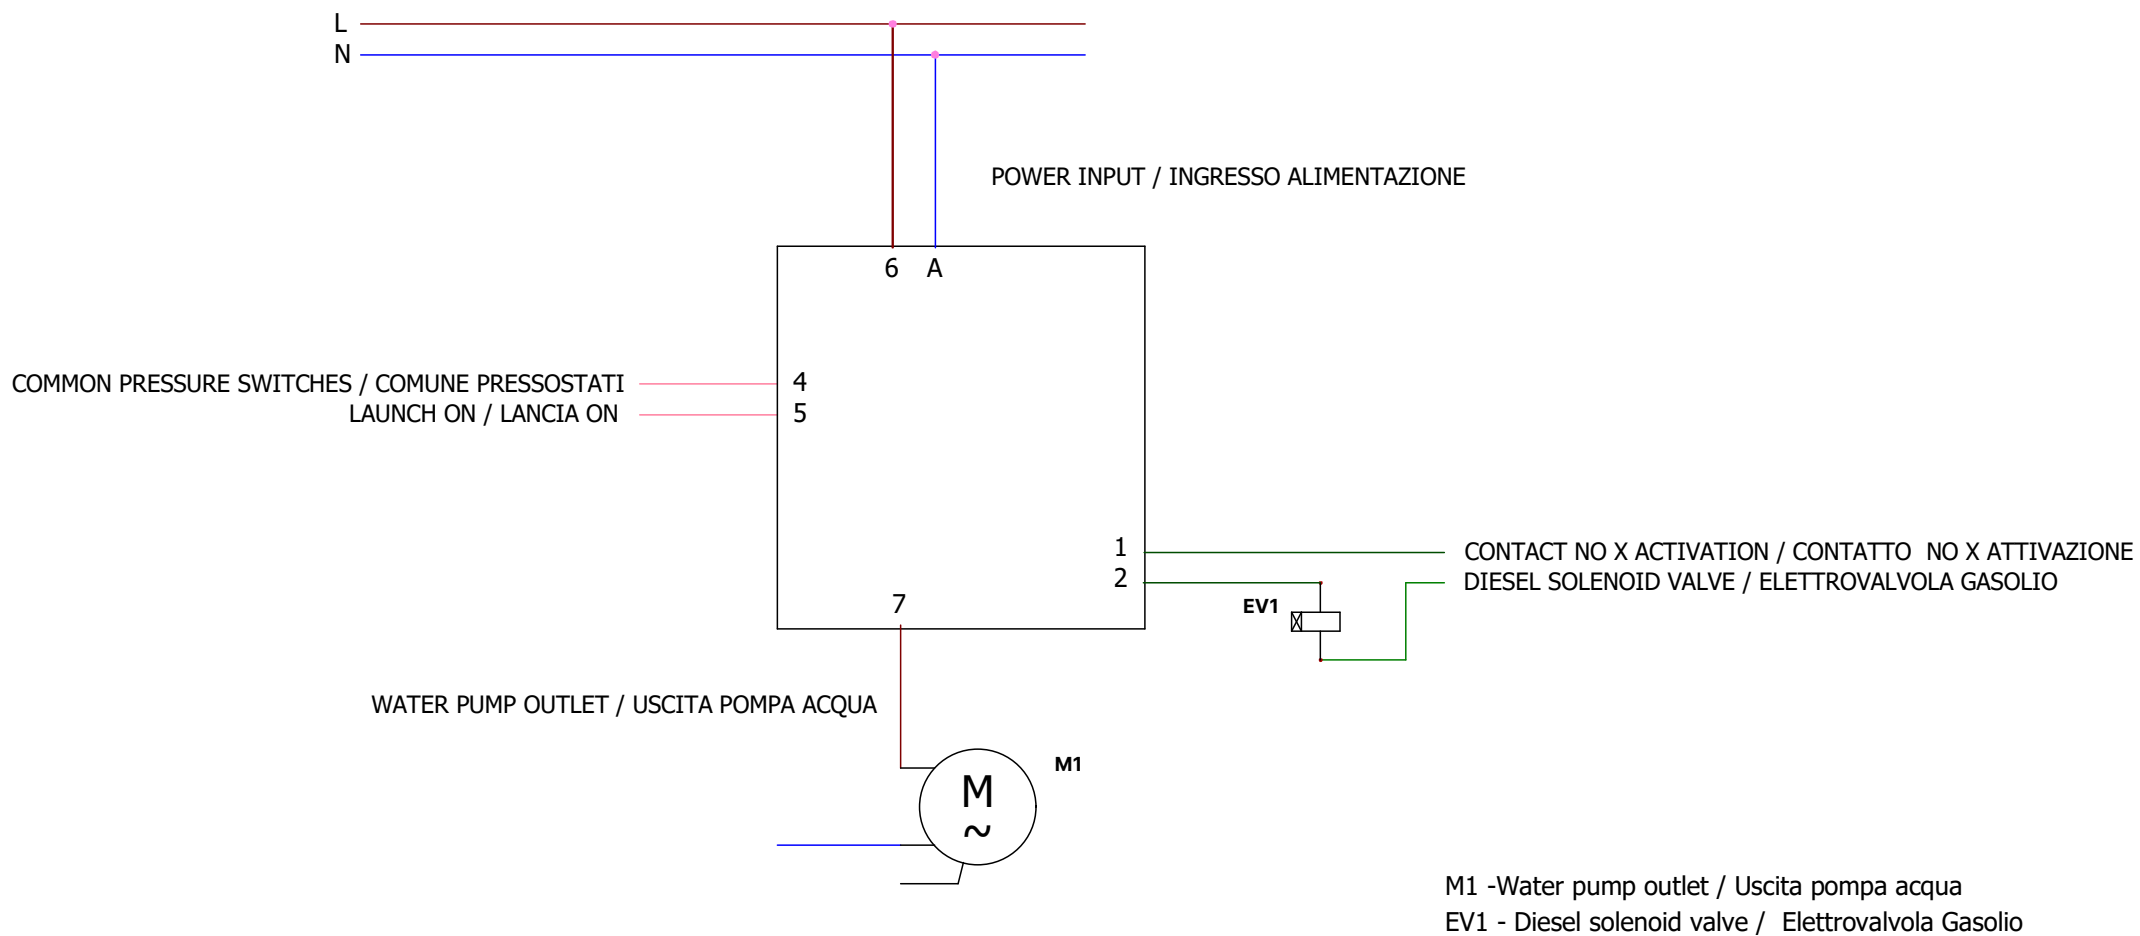 L
N
POWER INPUT / INGRESSO ALIMENTAZIONE
6 A
COMMON PRESSURE SWITCHES / COMUNE PRESSOSTATI 4
LAUNCH ON / LANCIA ON 5
1 CONTACT NO X ACTIVATION / CONTATTO NO X ATTIVAZIONE
2 DIESEL SOLENOID VALVE / ELETTROVALVOLA GASOLIO
EV1
7
WATER PUMP OUTLET / USCITA POMPA ACQUA
M1
M
~
M1 -Water pump outlet / Uscita pompa acqua
EV1 - Diesel solenoid valve / Elettrovalvola Gasolio